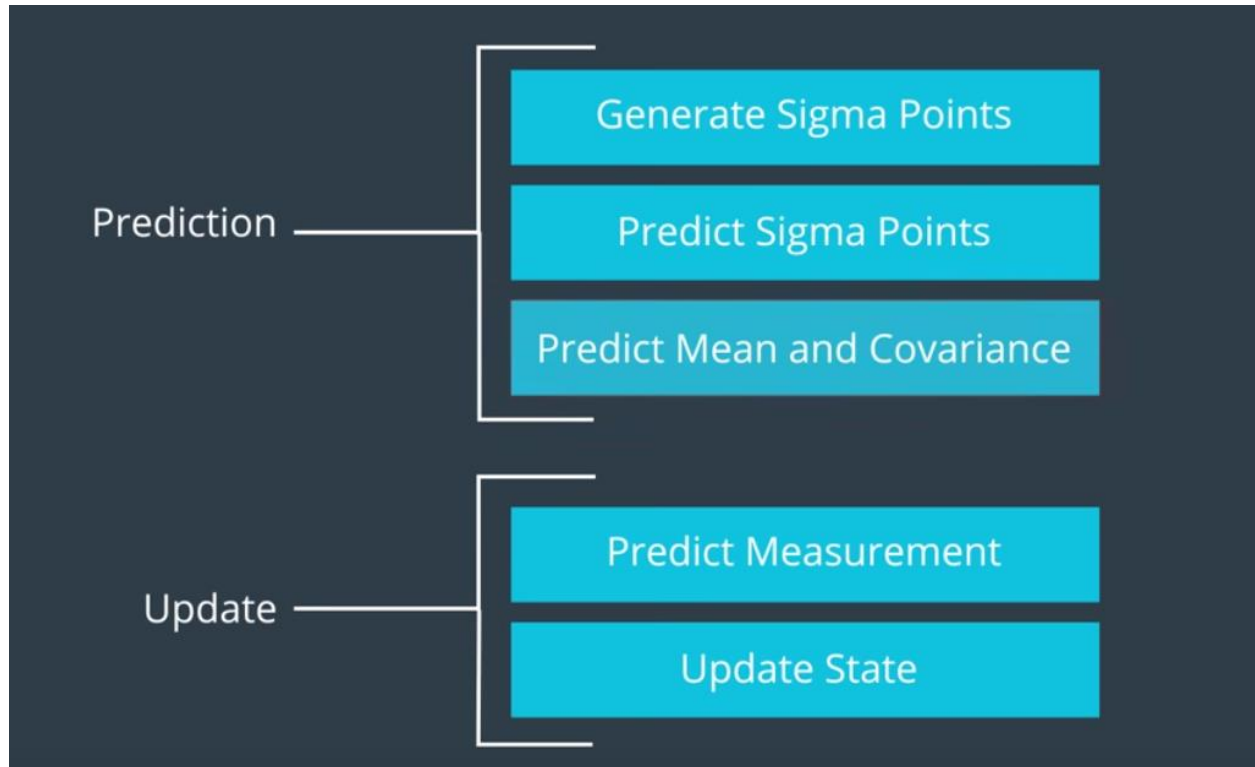 Prediction
Generate Sigma Points
Predict Sigma Points
Predict Mean and Covariance
Update
Predict Measurement
Update State